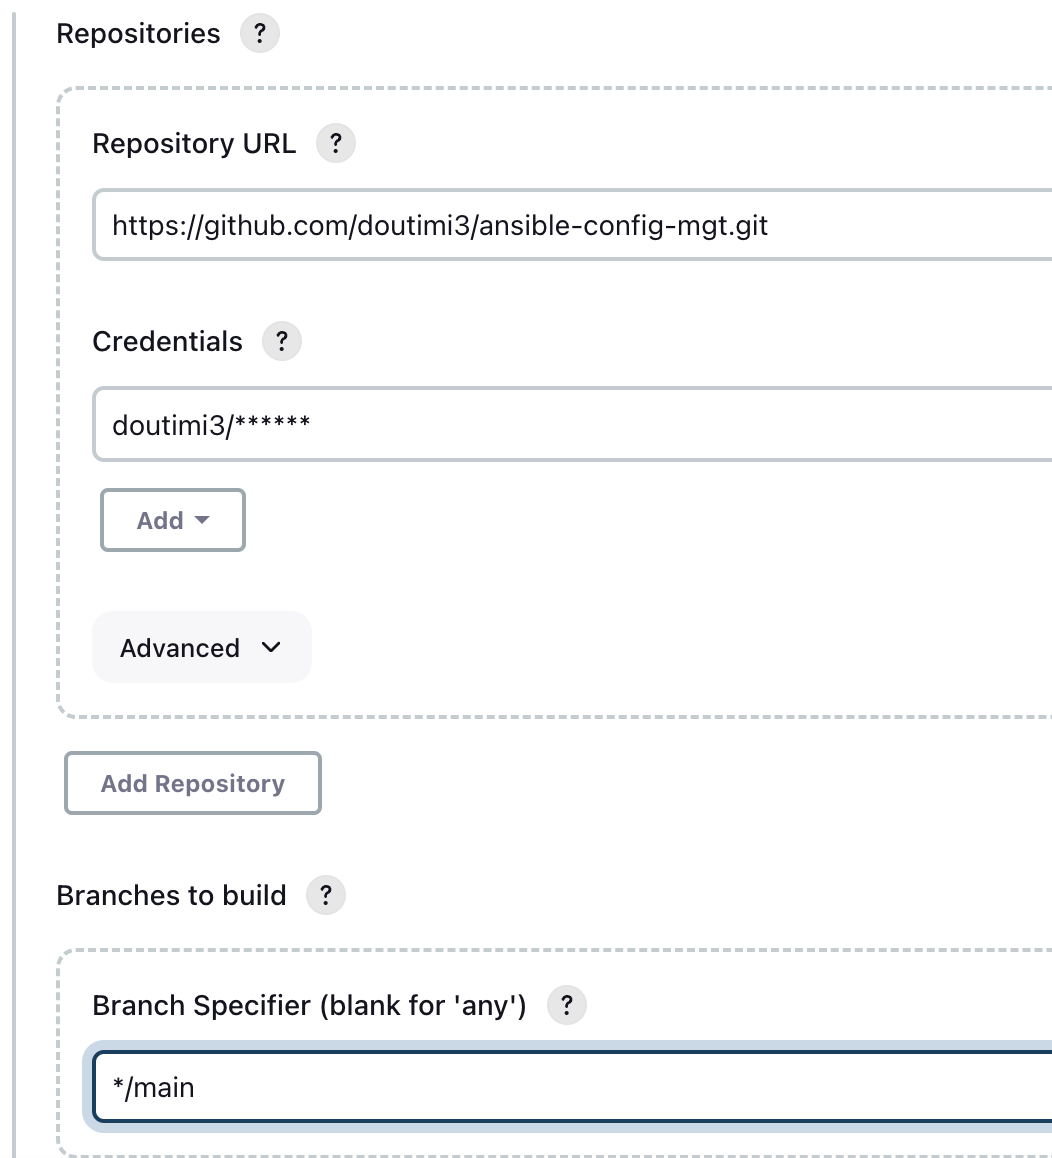 Repositories ?
Repository URL ?
https://github.com/doutimi3/ansible-config-mgt.git
Credentials ?
doutimi3/******
Add
Advanced
Add Repository
Branches to build ?
Branch Specifier (blank for 'any') ?
*/main